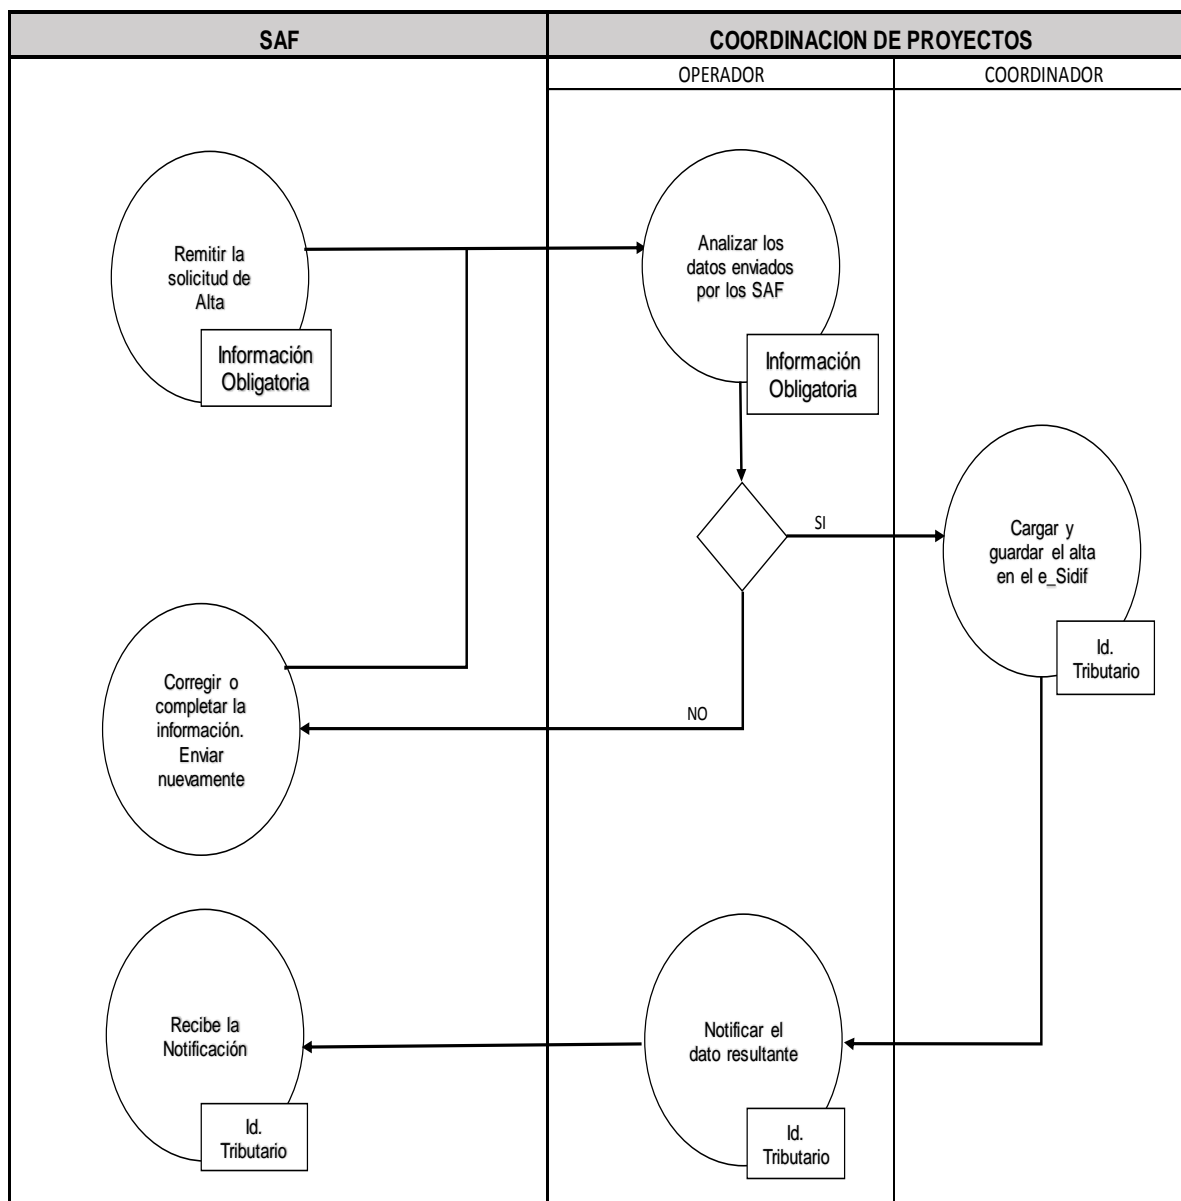 SAF
COORDINACION DE PROYECTOS
OPERADOR
COORDINADOR
Remitir la
solicitud de
Alta
Información
Obligatoria
Analizar los
datos enviados
por los SAF
Información
Obligatoria
SI
Cargar y
guardar el alta
en el e_Sidif
Id.
Tributario
NO
Corregir o
completar la
información.
Enviar
nuevamente
Recibe la
Notificación
Id.
Tributario
Notificar el
dato resultante
Id.
Tributario